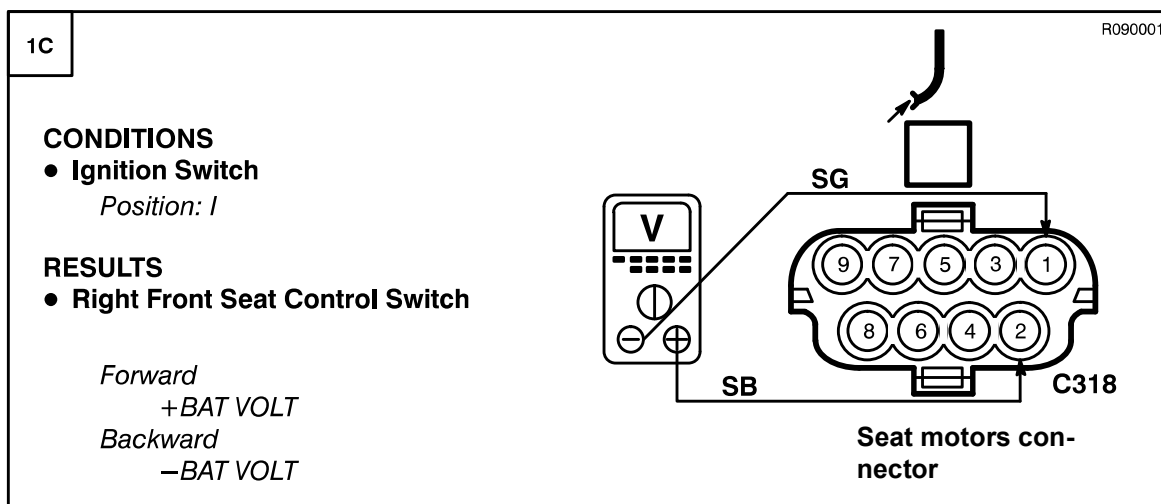 1C
R090001
CONDITIONS
● Ignition Switch
Position: I
RESULTS
● Right Front Seat Control Switch
Forward
+BAT VOLT
Backward
−BAT VOLT
SG
V
9 7 5 3 1
8 6 4 2
− +
SB
C318
Seat motors con-
nector